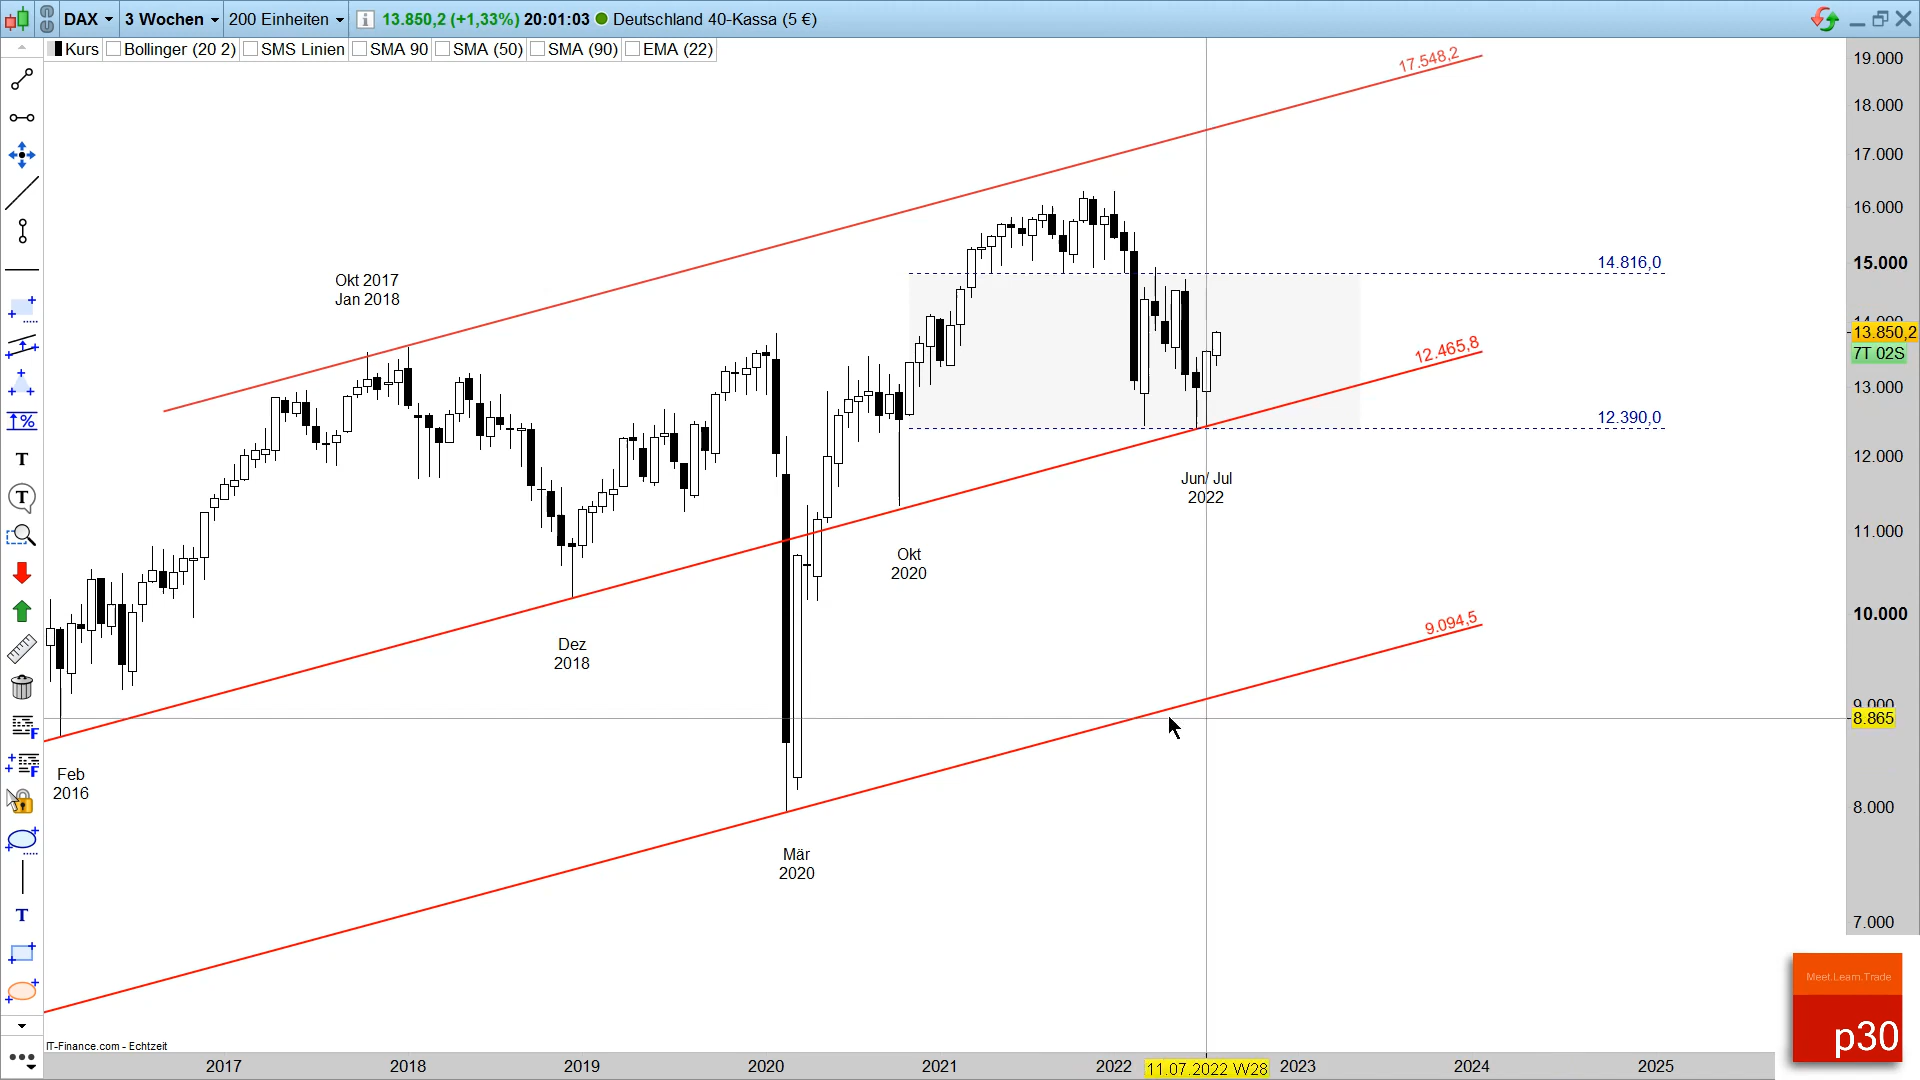 DAX 3 Wochen 200 Einheiten 13.850,2 (+1,33%) 20:01:03 Deutschland 40-Kassa (5 €)
Kurs Bollinger (20 2) SMS Linien SMA 90 SMA (50) SMA (90) EMA (22)
17.548,2
19.000
18.000
17.000
16.000
14.816,0
15.000
Okt 2017
Jan 2018
14.000
13.850,2
7T 02S
12.465,8
13.000
12.390,0
12.000
Jun/ Jul
2022
11.000
Okt
2020
10.000
9.094,5
Dez
2018
9.000
8.865
Feb
2016
8.000
Mär
2020
7.000
Meet.Learn.Trade
p30
IT-Finance.com - Echtzeit
2017 2018 2019 2020 2021 2022 11.07.2022 W28 2023 2024 2025